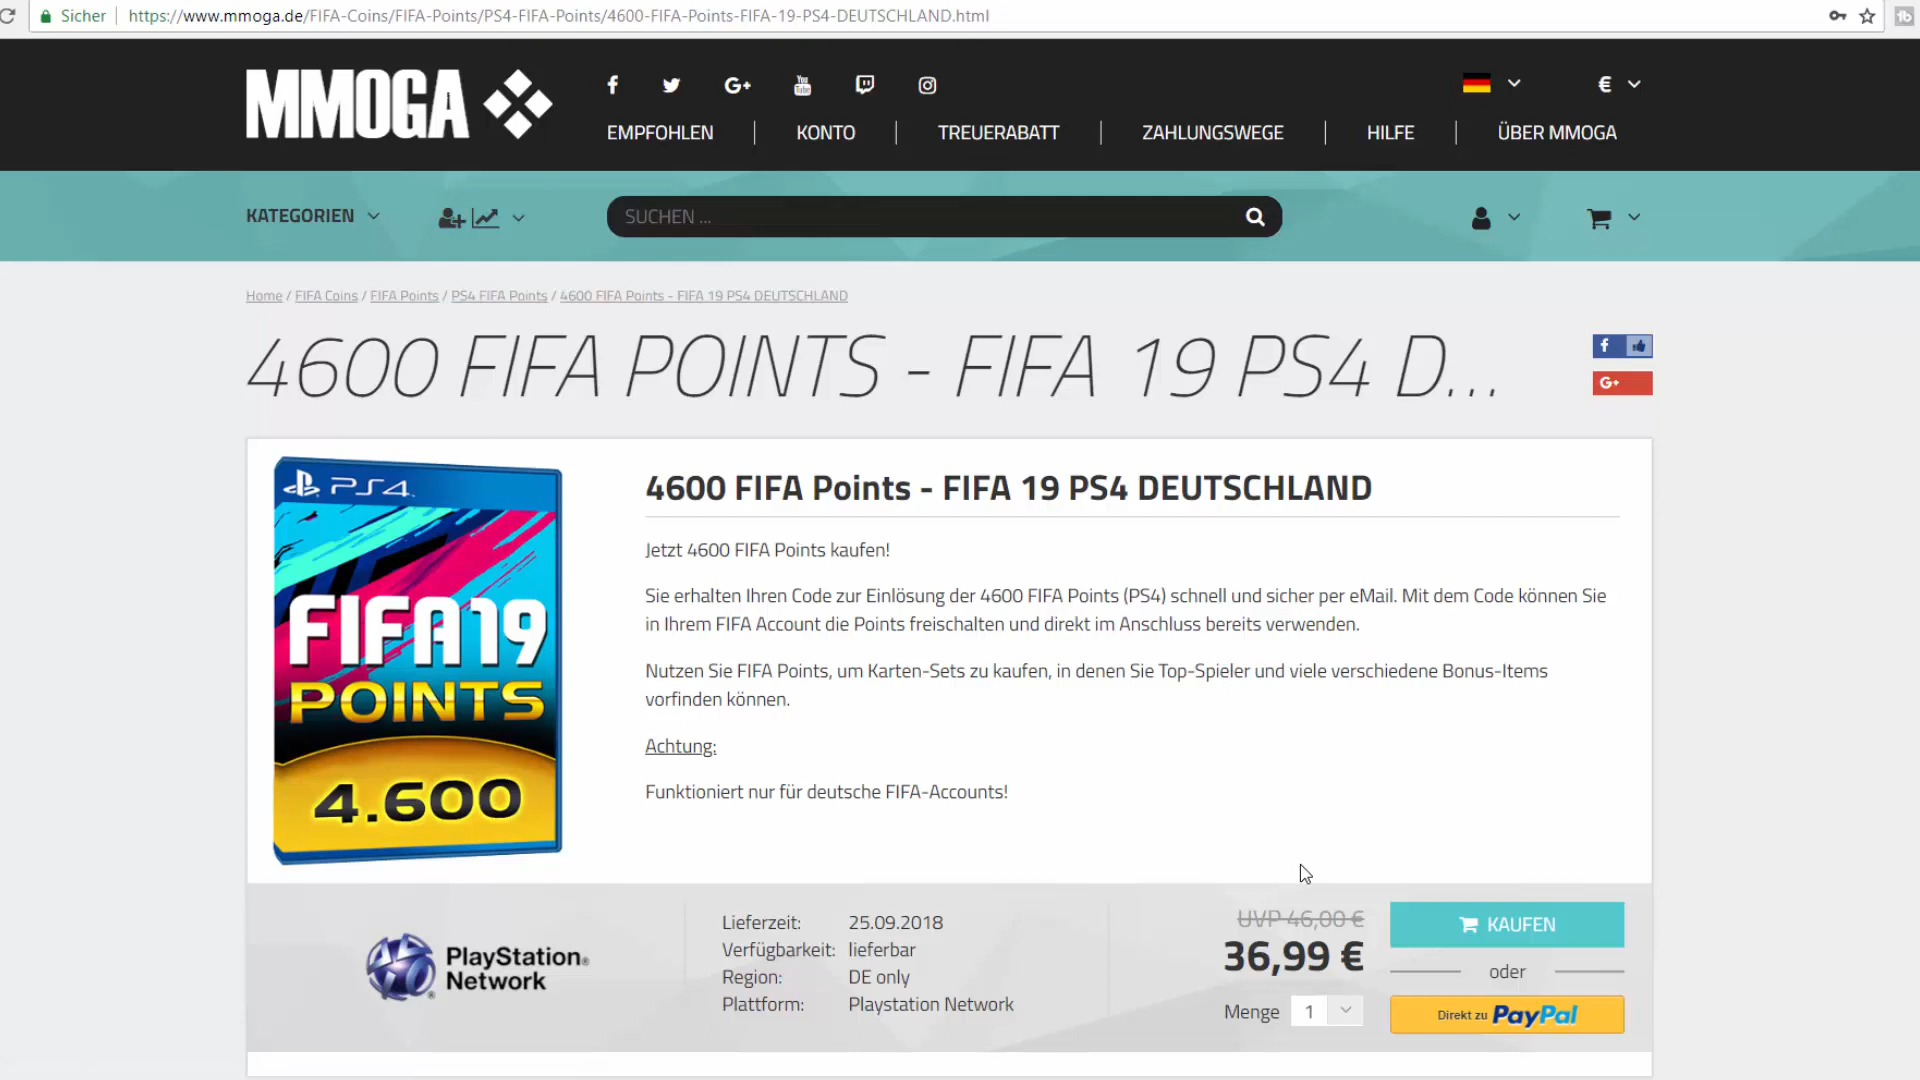 Sicher https://www.mmoga.de/FIFA-Coins/FIFA-Points/PS4-FIFA-Points/4600-FIFA-Points-FIFA-19-PS4-DEUTSCHLAND.html
MMOGA
€
EMPFOHLEN | KONTO | TREUERABATT | ZAHLUNGSWEGE | HILFE | ÜBER MMOGA
KATEGORIEN
SUCHEN ...
Home / FIFA Coins / FIFA Points / PS4 FIFA Points / 4600 FIFA Points - FIFA 19 PS4 DEUTSCHLAND
4600 FIFA POINTS - FIFA 19 PS4 D...
PS4
FIFA19
POINTS
4.600
4600 FIFA Points - FIFA 19 PS4 DEUTSCHLAND
Jetzt 4600 FIFA Points kaufen!
Sie erhalten Ihren Code zur Einlösung der 4600 FIFA Points (PS4) schnell und sicher per eMail. Mit dem Code können Sie
in Ihrem FIFA Account die Points freischalten und direkt im Anschluss bereits verwenden.
Nutzen Sie FIFA Points, um Karten-Sets zu kaufen, in denen Sie Top-Spieler und viele verschiedene Bonus-Items
vorfinden können.
Achtung:
Funktioniert nur für deutsche FIFA-Accounts!
PlayStation®
Network
Lieferzeit: 25.09.2018
Verfügbarkeit: lieferbar
Region: DE only
Plattform: Playstation Network
UVP 46,00 €
36,99 €
Menge 1
KAUFEN
oder
Direkt zu PayPal